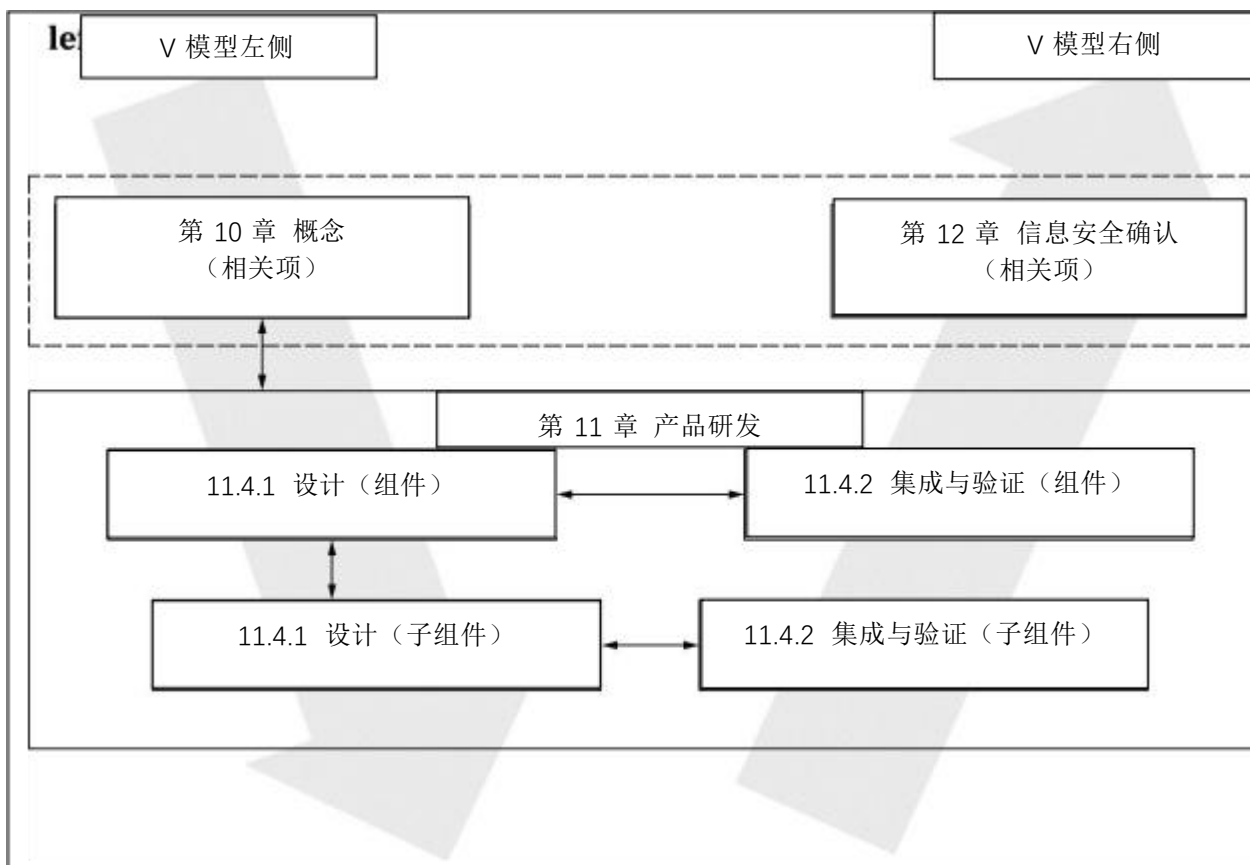 V 模型左侧
V 模型右侧
第 10 章 概念
（相关项）
第 12 章 信息安全确认
（相关项）
第 11 章 产品研发
11.4.1 设计（组件）
11.4.2 集成与验证（组件）
11.4.1 设计（子组件）
11.4.2 集成与验证（子组件）